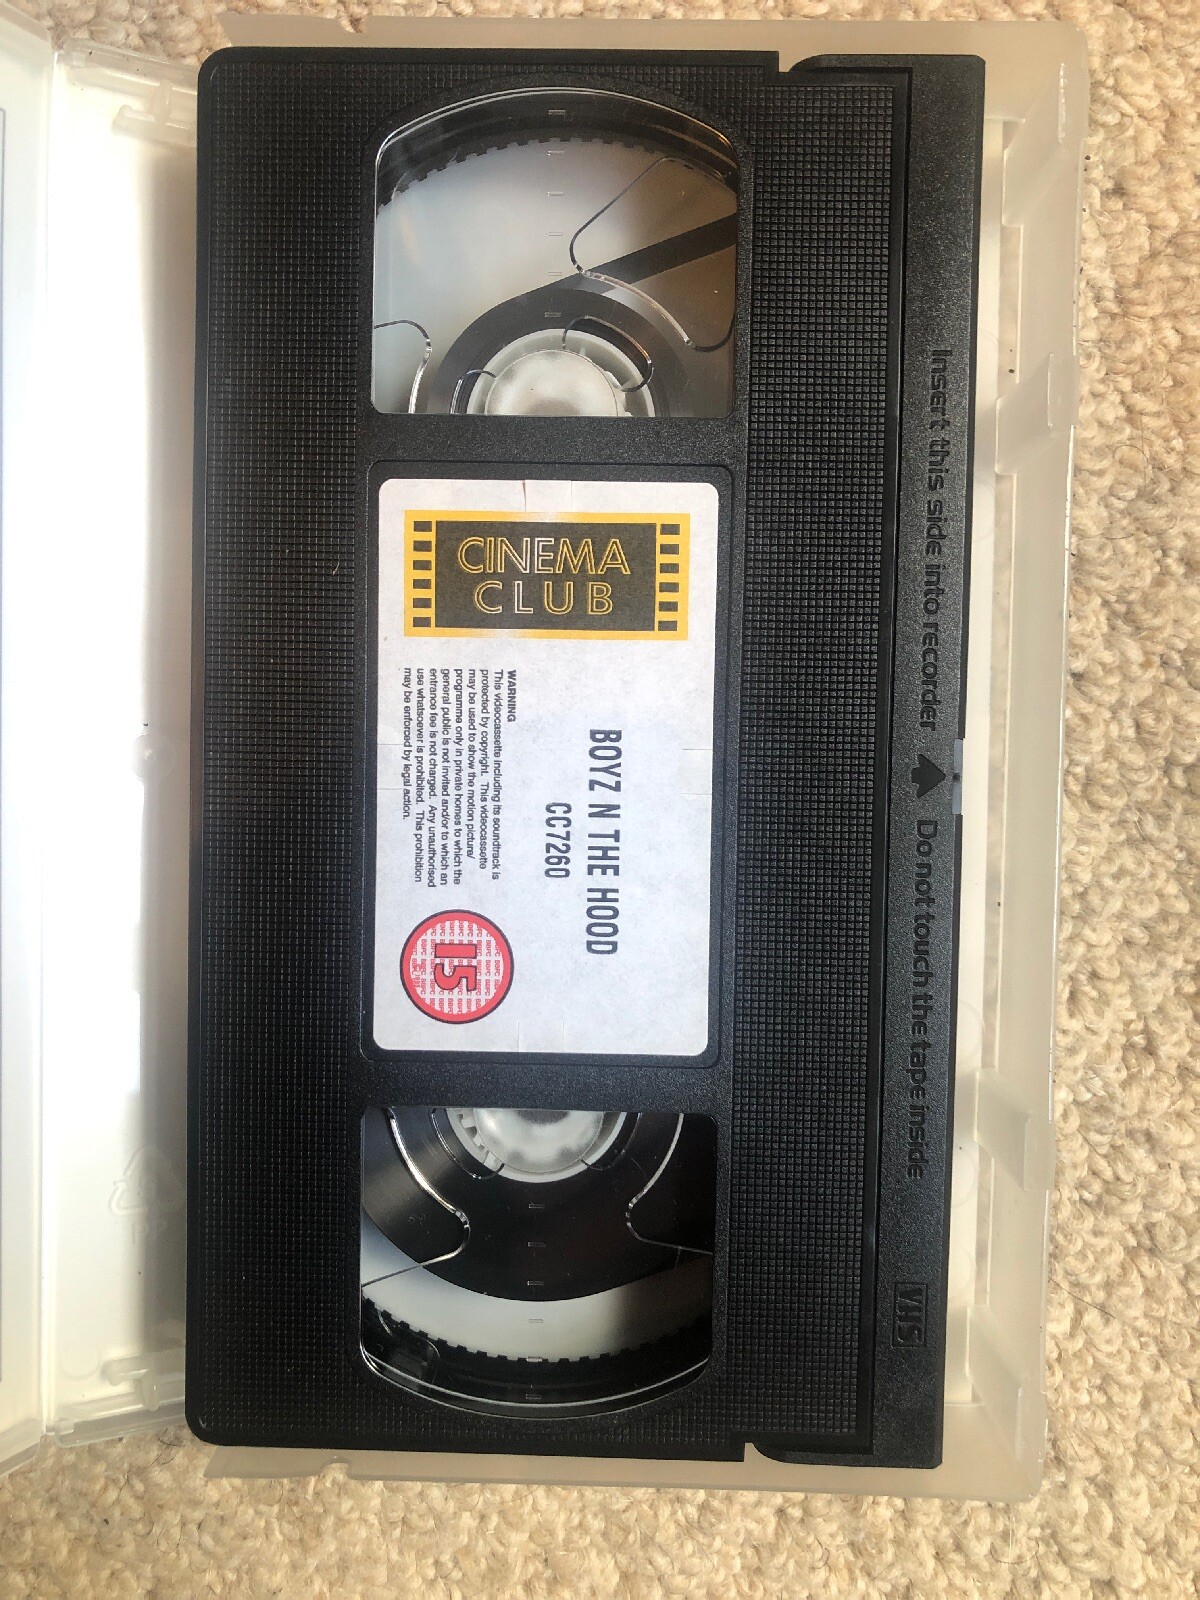 Insert this side into recorder
Do not touch the tape inside
VHS
CINEMA
CLUB
BOYZ N THE HOOD
CC7260
WARNING
This videocassette including its soundtrack is
protected by copyright. This videocassette
may be used to show the motion picture/
programme only in private homes to which the
general public is not invited and/or to which an
entrance fee is not charged. Any unauthorised
use whatsoever is prohibited. This prohibition
may be enforced by legal action.
15
PP